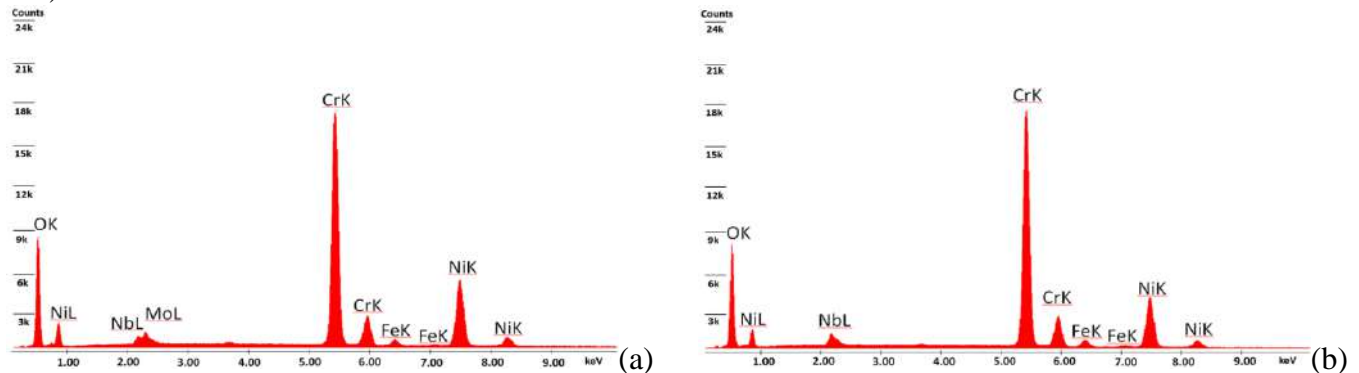 Counts
24k
21k
18k
15k
12k
9k
6k
3k
OK
NiL
NbL
MoL
CrK
CrK
FeK
FeK
NiK
NiK
1.00 2.00 3.00 4.00 5.00 6.00 7.00 8.00 9.00 keV
(a)
Counts
24k
21k
18k
15k
12k
9k
6k
3k
OK
NiL
NbL
CrK
CrK
FeK
FeK
NiK
NiK
1.00 2.00 3.00 4.00 5.00 6.00 7.00 8.00 9.00 keV
(b)